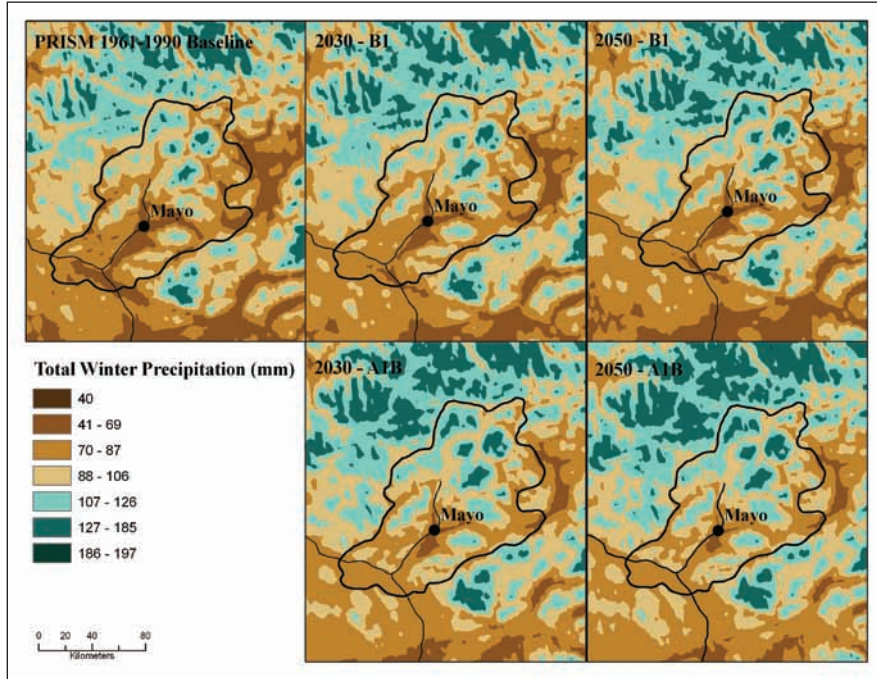 PRISM 1961-1990 Baseline
2030 - B1
2050 - B1
Mayo
Mayo
Mayo
Total Winter Precipitation (mm)
40
41 - 69
70 - 87
88 - 106
107 - 126
127 - 185
186 - 197
0 20 40 80
Kilometers
2030 - A1B
2050 - A1B
Mayo
Mayo